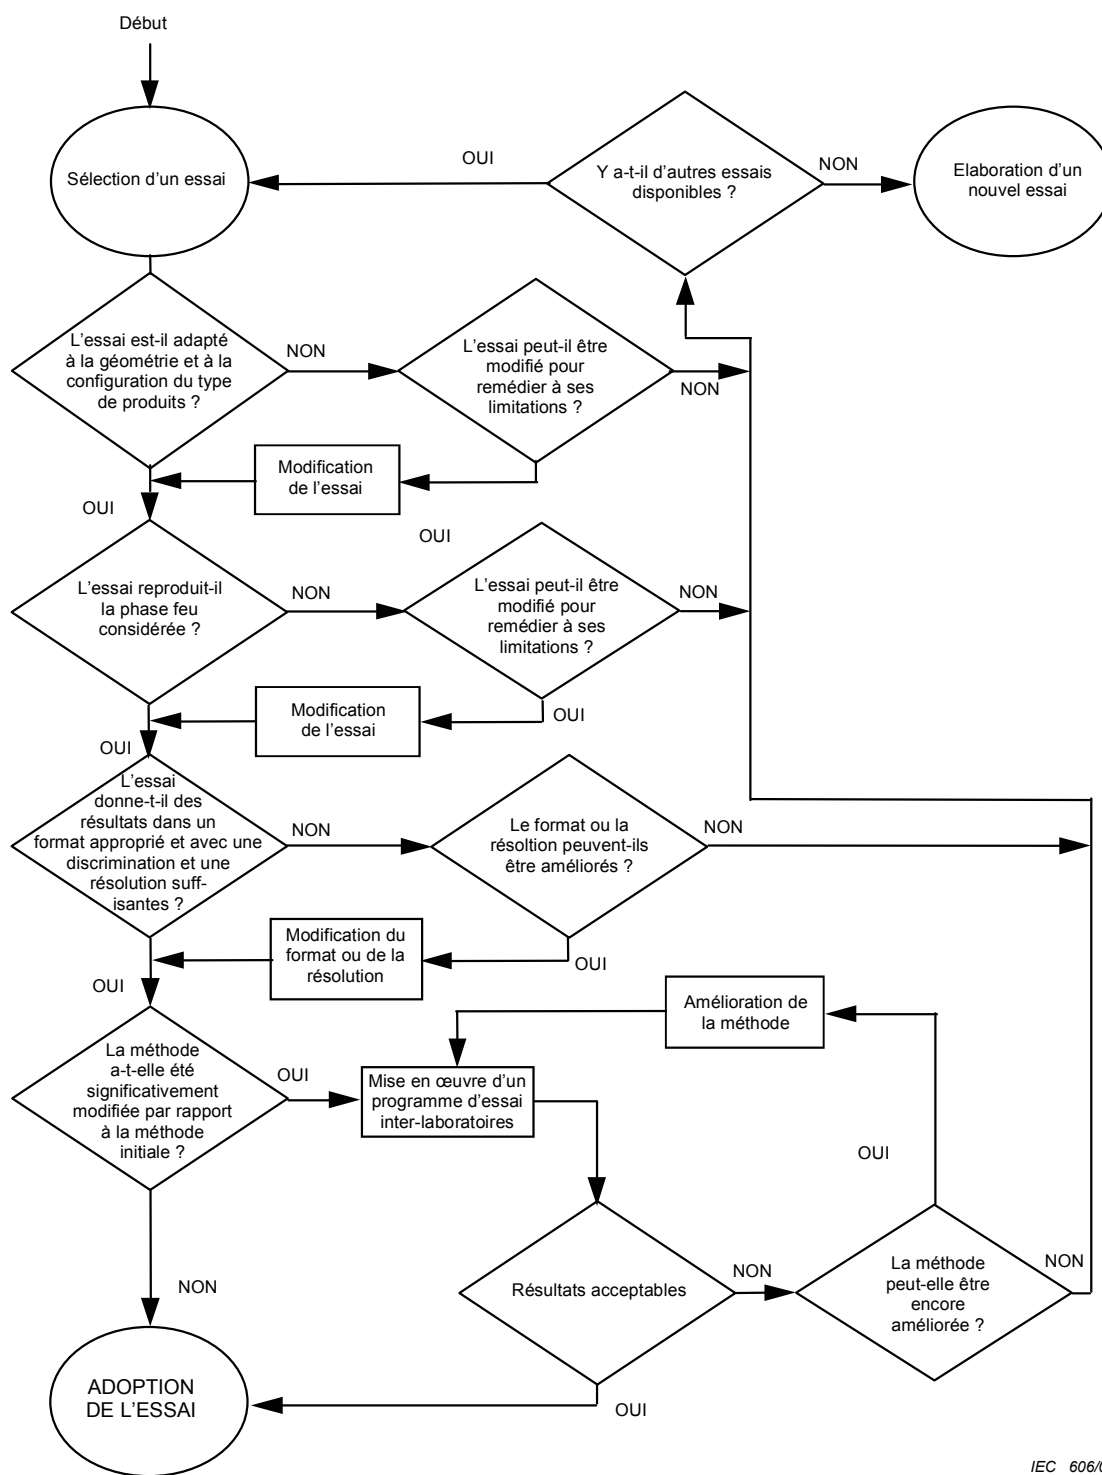 Début
Sélection d'un essai
OUI
Y a-t-il d'autres essais
disponibles ?
NON
Elaboration d'un
nouvel essai
L'essai est-il adapté
à la géométrie et à la
configuration du type
de produits ?
NON
L'essai peut-il être
modifié pour
remédier à ses
limitations ?
NON
Modification
de l'essai
OUI
OUI
L'essai reproduit-il
la phase feu
considérée ?
NON
L'essai peut-il être
modifié pour
remédier à ses
limitations ?
NON
Modification
de l'essai
OUI
OUI
L'essai
donne-t-il des
résultats dans un
format approprié et avec une
discrimination et une
résolution suff-
isantes ?
NON
Le format ou la
résoltion peuvent-ils
être améliorés ?
NON
Modification du
format ou de la
résolution
OUI
OUI
Amélioration de
la méthode
La méthode
a-t-elle été
significativement
modifiée par rapport
à la méthode
initiale ?
OUI
Mise en œuvre d'un
programme d'essai
inter-laboratoires
OUI
NON
Résultats acceptables
NON
La méthode
peut-elle être
encore
améliorée ?
NON
ADOPTION
DE L'ESSAI
OUI
IEC 606/0